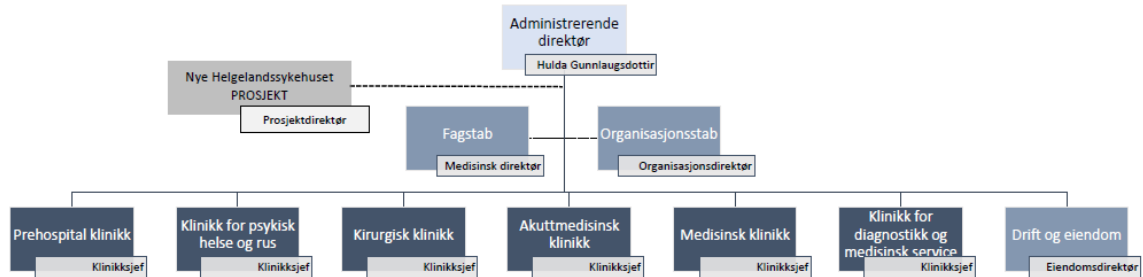 Administrerende
direktør
Hulda Gunnlaugsdottir
Nye Helgelandssykehuset
PROSJEKT
Prosjektdirektør
Fagstab
Medisinsk direktør
Organisasjonsstab
Organisasjonsdirektør
Prehospital klinikk
Klinikksjef
Klinikk for psykisk
helse og rus
Klinikksjef
Kirurgisk klinikk
Klinikksjef
Akuttmedisinsk
klinikk
Klinikksjef
Medisinsk klinikk
Klinikksjef
Klinikk for
diagnostikk og
medisinsk service
Klinikksjef
Drift og eiendom
Eiendomsdirektør